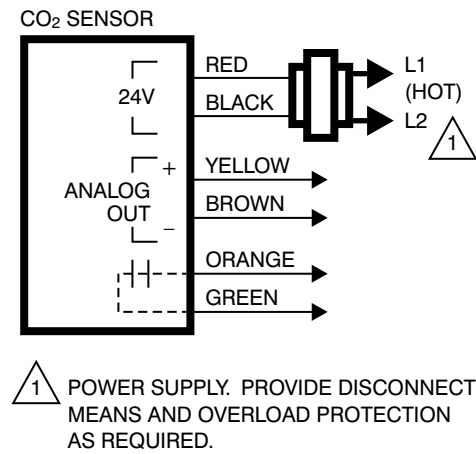 CO₂ SENSOR
RED
L1
(HOT)
24V
BLACK
L2
1
+
YELLOW
ANALOG
OUT
BROWN
−
ORANGE
GREEN
1 POWER SUPPLY. PROVIDE DISCONNECT
MEANS AND OVERLOAD PROTECTION
AS REQUIRED.